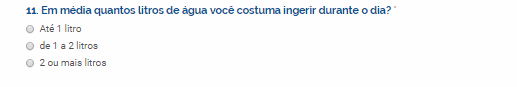 11. Em média quantos litros de água você costuma ingerir durante o dia? *
Até 1 litro
de 1 a 2 litros
2 ou mais litros